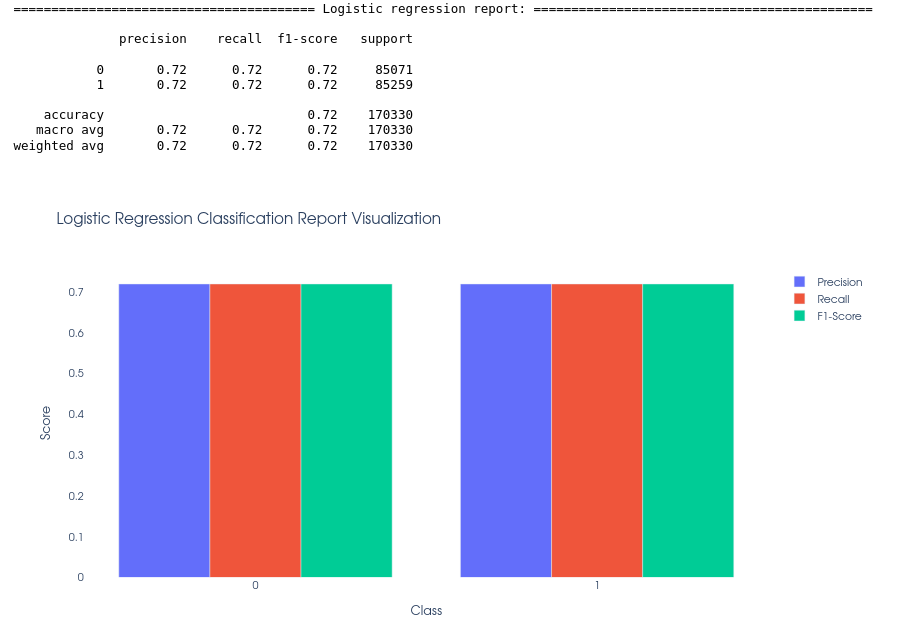 ======================================== Logistic regression report: =============================================
precision recall f1-score support
0 0.72 0.72 0.72 85071
1 0.72 0.72 0.72 85259
accuracy 0.72 170330
macro avg 0.72 0.72 0.72 170330
weighted avg 0.72 0.72 0.72 170330
Logistic Regression Classification Report Visualization
Precision
Recall
F1-Score
0.7
0.6
0.5
0.4
0.3
0.2
0.1
0
Score
0 1
Class